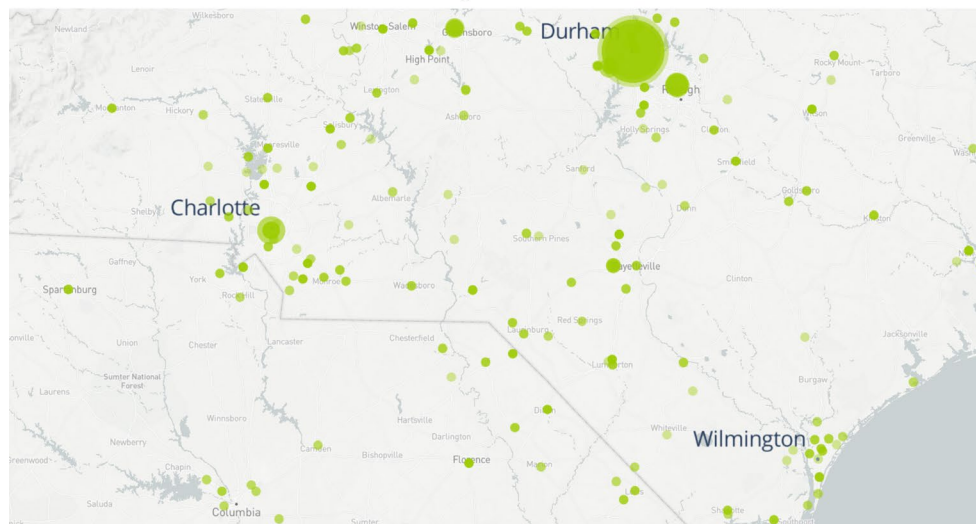 Wilkesboro
Newland
Winston-Salem
Durham
High Point
Rocky Mount
Tarboro
Lenoir
Hickory
Statesville
Lexington
Asheboro
Wilson
Salisbury
Holly Springs
Clayton
Greenville
Mooresville
Smithfield
Sanford
Charlotte
Shelby
Albemarle
Dunn
Goldsboro
Kinston
Southern Pines
Gaffney
York
Monroe
Wadesboro
Fayetteville
Clinton
Spartanburg
Rock Hill
Laurinburg
Red Springs
Jacksonville
Union
Chester
Lancaster
Chesterfield
Lumberton
Burgaw
Sumter National
Forest
Laurens
Winnsboro
Hartsville
Dillon
Whiteville
Wilmington
Newberry
Darlington
Camden
Bishopville
Greenwood
Chapin
Florence
Marion
Saluda
Columbia
Sumter